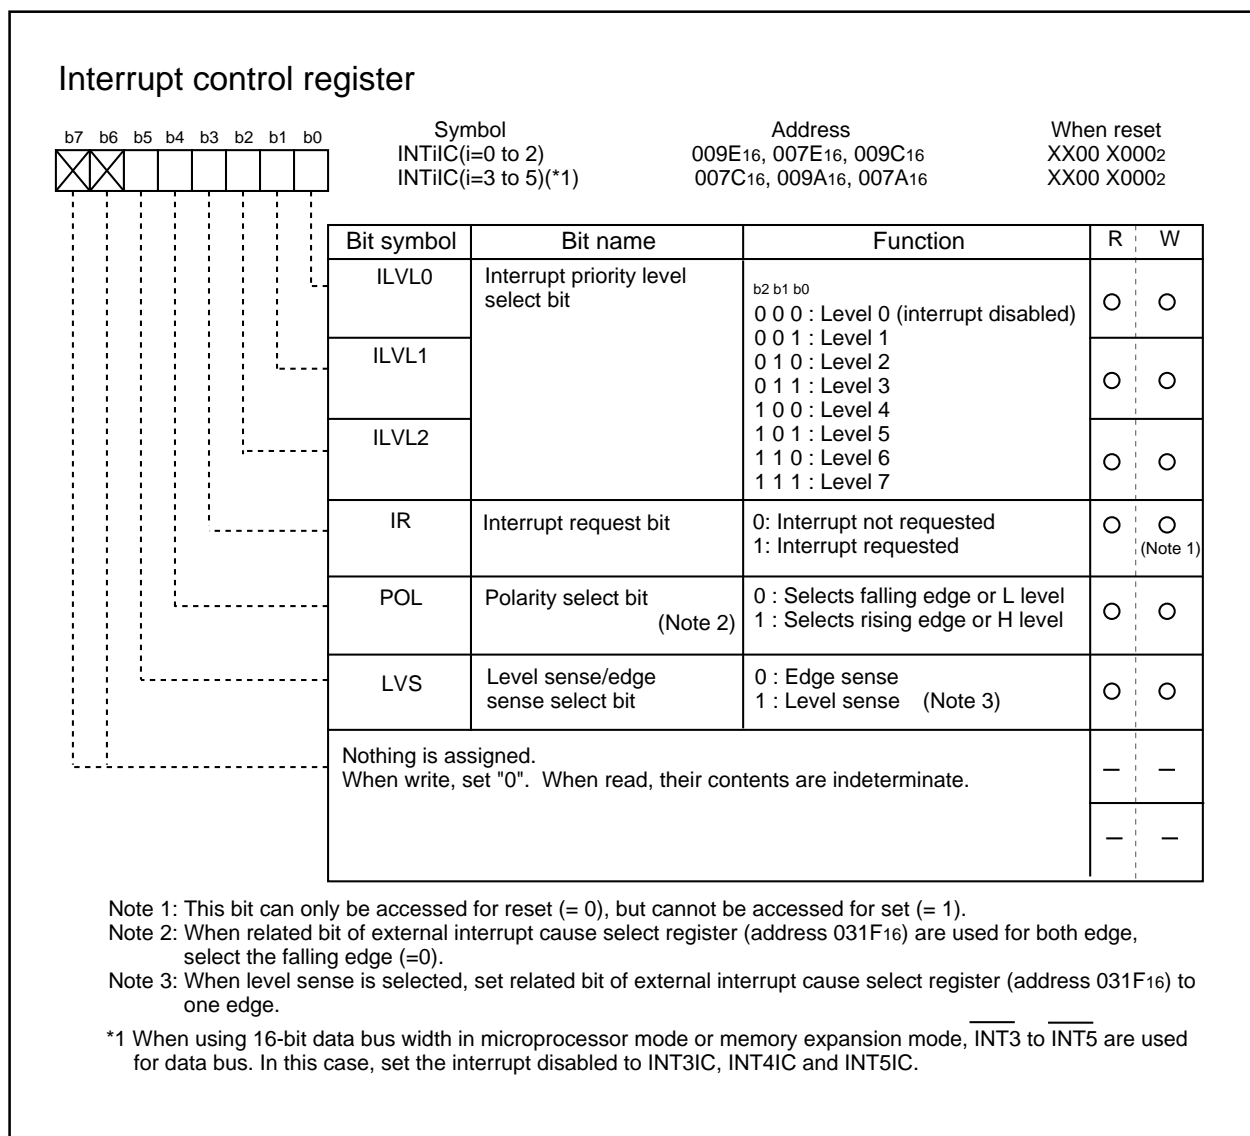 Interrupt control register
b7 b6 b5 b4 b3 b2 b1 b0
Symbol Address When reset
INTiIC(i=0 to 2) 009E16, 007E16, 009C16 XX00 X0002
INTiIC(i=3 to 5)(*1) 007C16, 009A16, 007A16 XX00 X0002
Bit symbol Bit name Function R W
ILVL0 Interrupt priority level
select bit
b2 b1 b0
0 0 0 : Level 0 (interrupt disabled)
0 0 1 : Level 1
ILVL1 0 1 0 : Level 2
0 1 1 : Level 3
1 0 0 : Level 4
ILVL2 1 0 1 : Level 5
1 1 0 : Level 6
1 1 1 : Level 7
IR Interrupt request bit 0: Interrupt not requested
1: Interrupt requested (Note 1)
POL Polarity select bit 0 : Selects falling edge or L level
(Note 2) 1 : Selects rising edge or H level
LVS Level sense/edge 0 : Edge sense
sense select bit 1 : Level sense (Note 3)
Nothing is assigned.
When write, set "0". When read, their contents are indeterminate.
– –
– –
Note 1: This bit can only be accessed for reset (= 0), but cannot be accessed for set (= 1).
Note 2: When related bit of external interrupt cause select register (address 031F16) are used for both edge,
select the falling edge (=0).
Note 3: When level sense is selected, set related bit of external interrupt cause select register (address 031F16) to
one edge.
*1 When using 16-bit data bus width in microprocessor mode or memory expansion mode, INT3 to INT5 are used
for data bus. In this case, set the interrupt disabled to INT3IC, INT4IC and INT5IC.